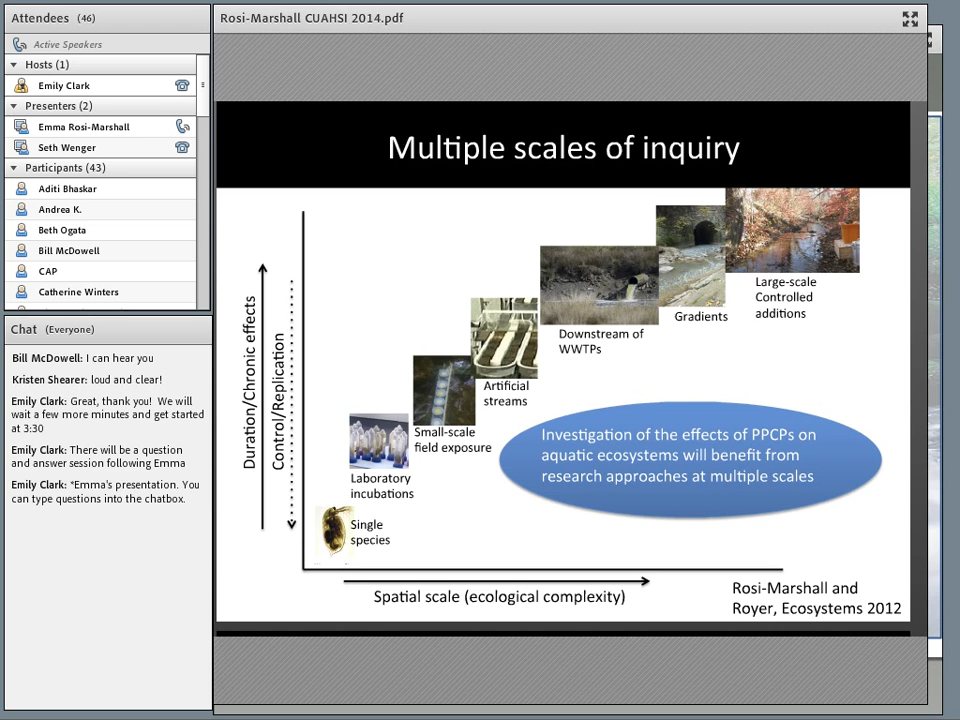 Attendees (46)
Active Speakers
Hosts (1)
Emily Clark
Presenters (2)
Emma Rosi-Marshall
Seth Wenger
Participants (43)
Aditi Bhaskar
Andrea K.
Beth Ogata
Bill McDowell
CAP
Catherine Winters
Chat (Everyone)
Bill McDowell: I can hear you
Kristen Shearer: loud and clear!
Emily Clark: Great, thank you! We will
wait a few more minutes and get started
at 3:30
Emily Clark: There will be a question
and answer session following Emma
Emily Clark: *Emma's presentation. You
can type questions into the chatbox.
Rosi-Marshall CUAHSI 2014.pdf
Multiple scales of inquiry
Duration/Chronic effects
Control/Replication
Large-scale
Controlled
additions
Gradients
Downstream of
WWTPs
Artificial
streams
Small-scale
field exposure
Laboratory
incubations
Single
species
Investigation of the effects of PPCPs on
aquatic ecosystems will benefit from
research approaches at multiple scales
Spatial scale (ecological complexity)
Rosi-Marshall and
Royer, Ecosystems 2012